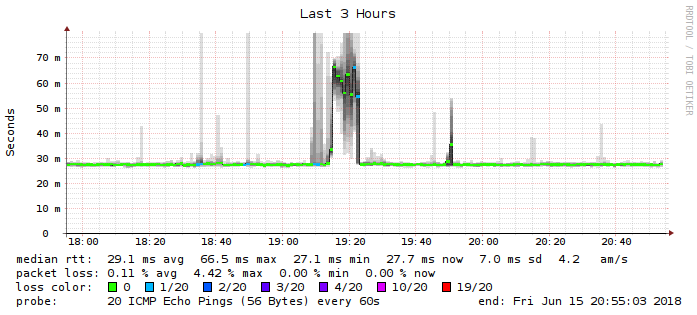 Last 3 Hours
RRDTOOL / TOBI OETIKER
Seconds
70 m
60 m
50 m
40 m
30 m
20 m
10 m
0
18:00 18:20 19:00 19:20 19:40 20:00 20:20 20:40
median rtt: 29.1 ms avg 66.5 ms max 27.1 ms min 27.7 ms now 7.0 ms sd 4.2 am/s
packet loss: 0.11 % avg 4.42 % max 0.00 % min 0.00 % now
loss color: 0 1/20 2/20 3/20 4/20 10/20 19/20
probe: 20 ICMP Echo Pings (56 Bytes) every 60s end: Fri Jun 15 20:55:03 2018